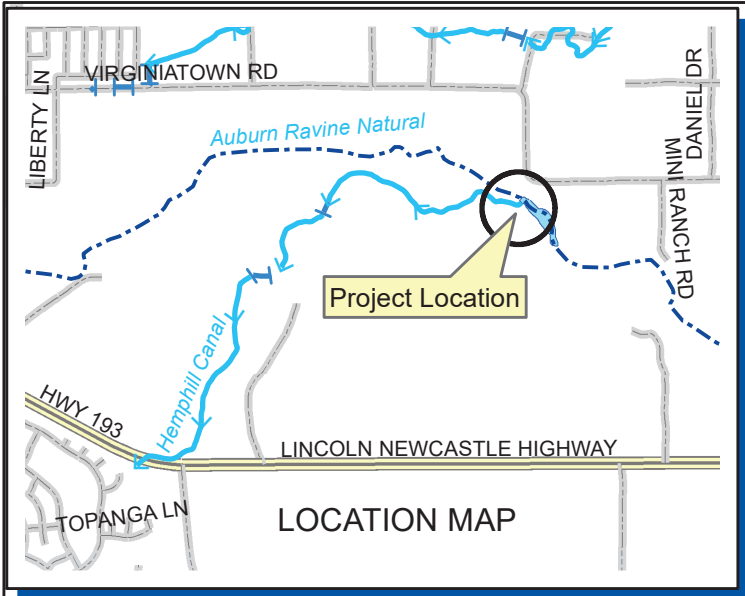 VIRGINIATOWN RD
LIBERTY LN
DANIEL DR
Auburn Ravine Natural
MINI RANCH RD
Project Location
Hemphill Canal
HWY 193
LINCOLN NEWCASTLE HIGHWAY
TOPANGA LN
LOCATION MAP